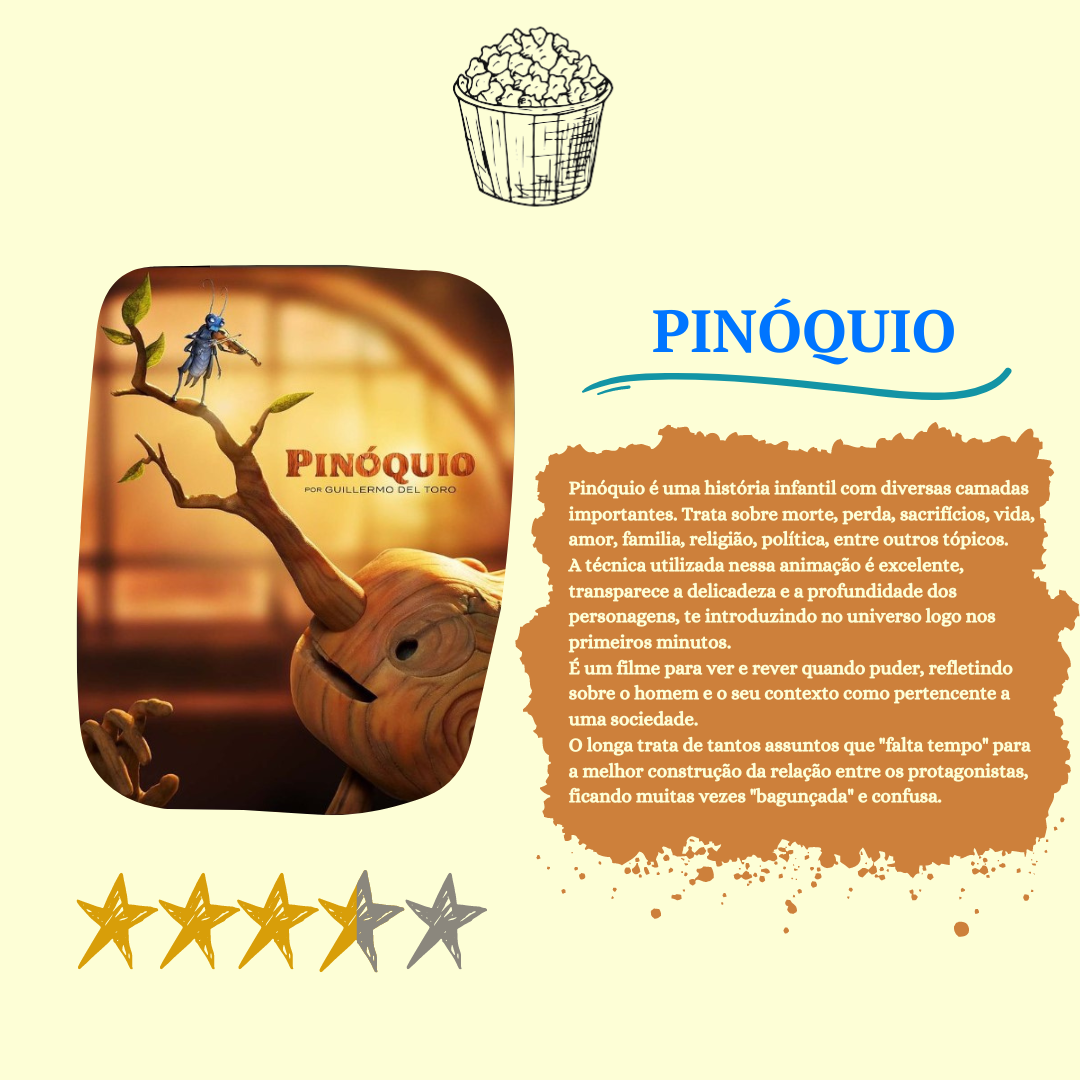 PINÓQUIO
POR GUILLERMO DEL TORO
PINÓQUIO
Pinóquio é uma história infantil com diversas camadas
importantes. Trata sobre morte, perda, sacrifícios, vida,
amor, familia, religião, política, entre outros tópicos.
A técnica utilizada nessa animação é excelente,
transparece a delicadeza e a profundidade dos
personagens, te introduzindo no universo logo nos
primeiros minutos.
É um filme para ver e rever quando puder, refletindo
sobre o homem e o seu contexto como pertencente a
uma sociedade.
O longa trata de tantos assuntos que "falta tempo" para
a melhor construção da relação entre os protagonistas,
ficando muitas vezes "bagunçada" e confusa.